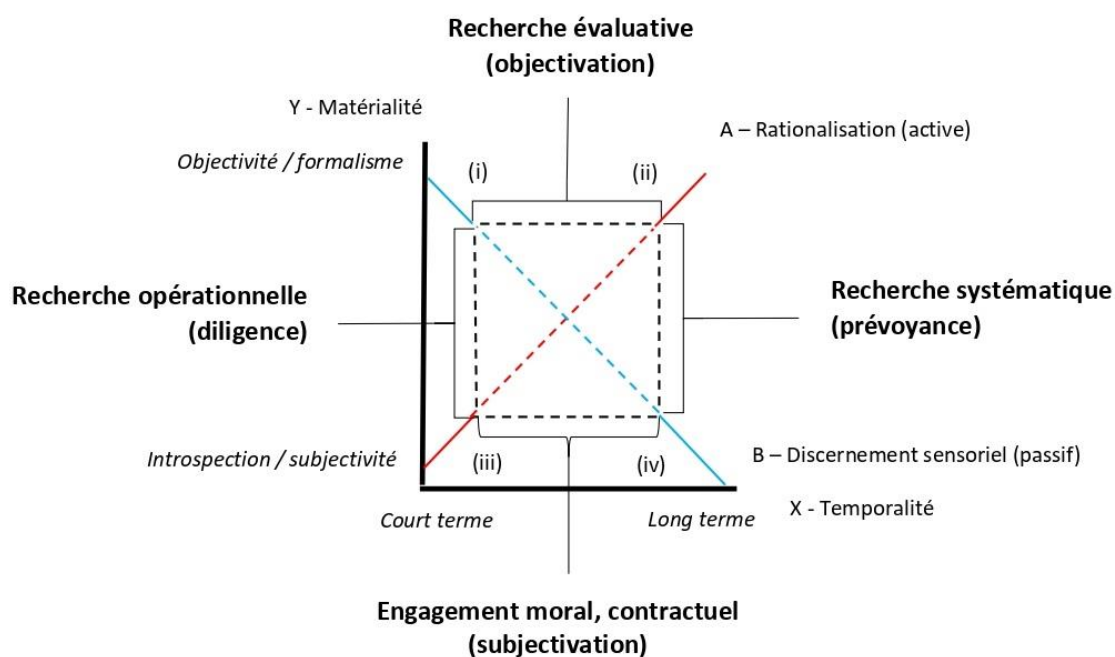 Recherche évaluative
(objectivation)
Y - Matérialité
A – Rationalisation (active)
Objectivité / formalisme
(i)
(ii)
Recherche opérationnelle
(diligence)
Recherche systématique
(prévoyance)
Introspection / subjectivité
(iii)
(iv)
B – Discernement sensoriel (passif)
Court terme
Long terme
X - Temporalité
Engagement moral, contractuel
(subjectivation)